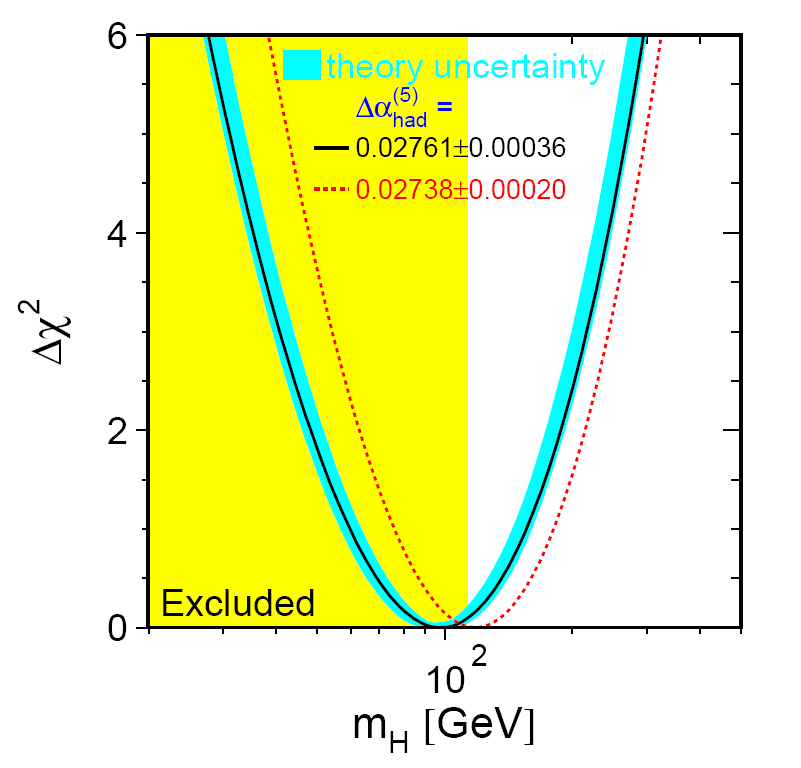 6
theory uncertainty
Δα(5)had =
0.02761±0.00036
0.02738±0.00020
4
Δχ2
2
Excluded
0
102
mH [GeV]